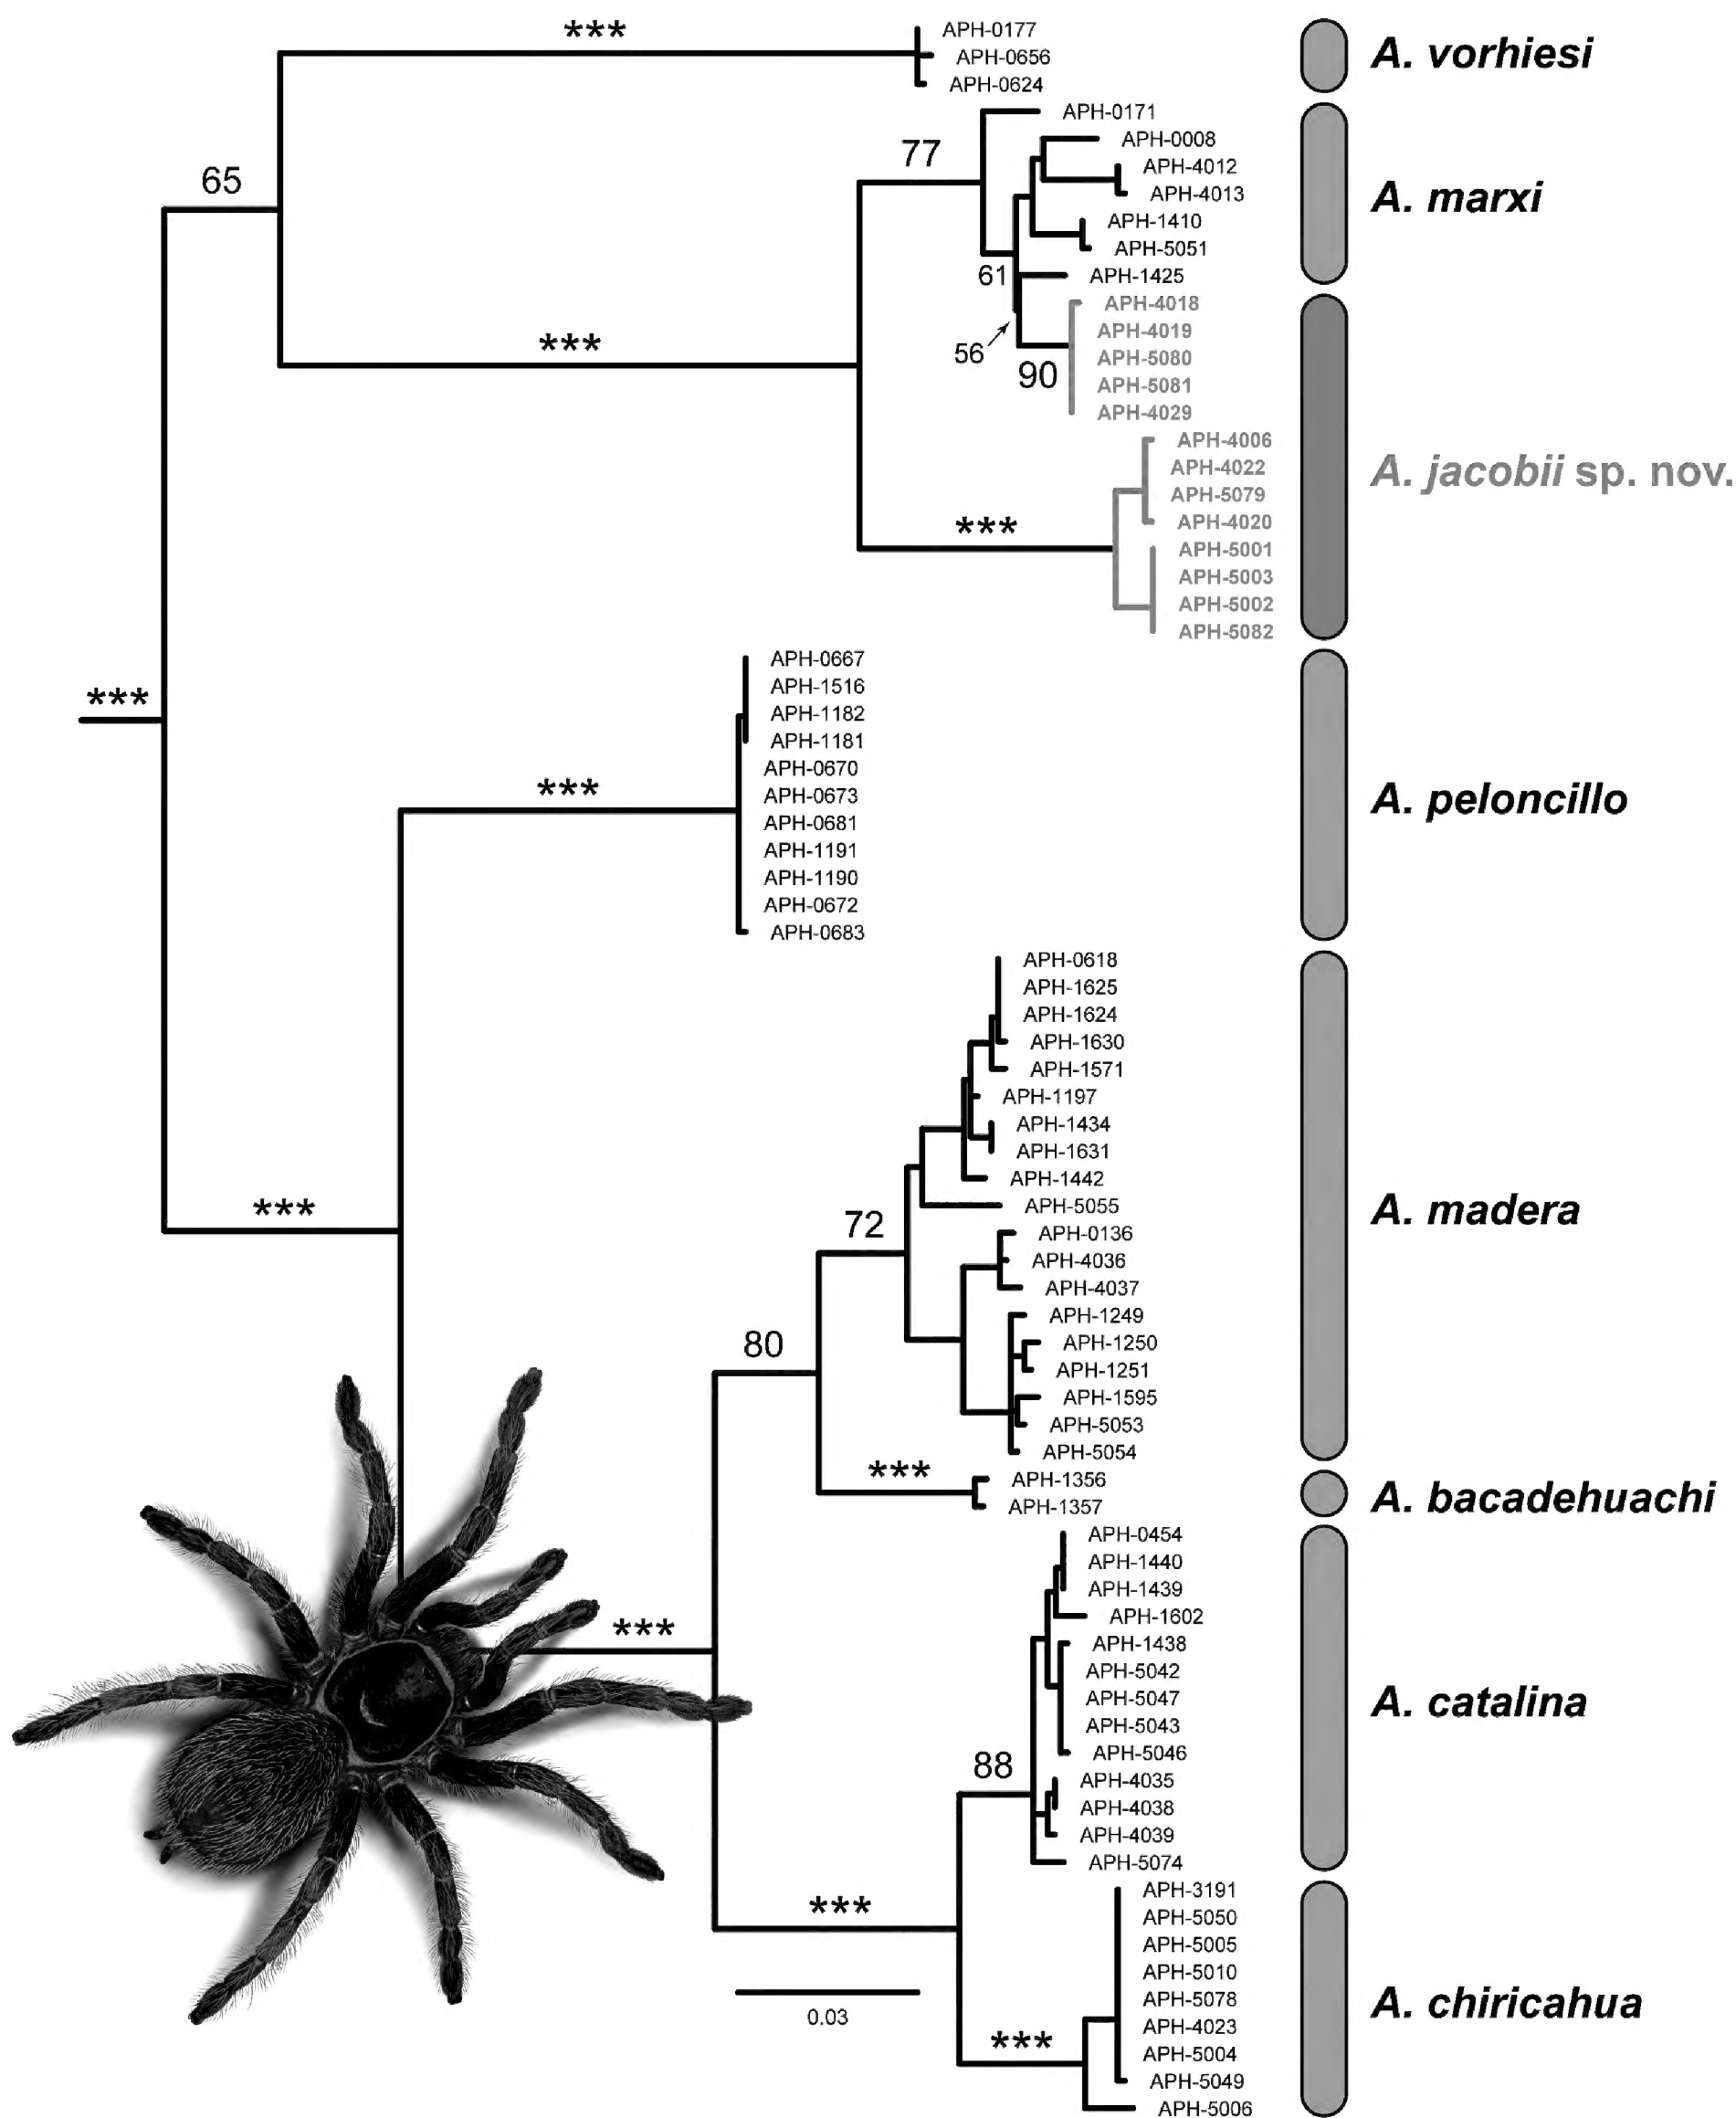 ***
APH-0177
APH-0656
APH-0624
A. vorhiesi
65
77
APH-0171
APH-0008
APH-4012
APH-4013
APH-1410
APH-5051
61
APH-1425
A. marxi
***
56
90
APH-4018
APH-4019
APH-5080
APH-5081
APH-4029
APH-4006
APH-4022
APH-5079
APH-4020
***
APH-5001
APH-5003
APH-5002
APH-5082
A. jacobii sp. nov.
***
APH-0667
APH-1516
APH-1182
APH-1181
APH-0670
***
APH-0673
APH-0681
APH-1191
APH-1190
APH-0672
APH-0683
A. peloncillo
APH-0618
APH-1625
APH-1624
APH-1630
APH-1571
APH-1197
APH-1434
APH-1631
APH-1442
APH-5055
***
72
APH-0136
APH-4036
APH-4037
APH-1249
APH-1250
APH-1251
APH-1595
APH-5053
APH-5054
A. madera
80
***
APH-1356
APH-1357
A. bacadehuachi
APH-0454
APH-1440
APH-1439
APH-1602
***
APH-1438
APH-5042
APH-5047
APH-5043
APH-5046
88
APH-4035
APH-4038
APH-4039
APH-5074
A. catalina
***
APH-3191
APH-5050
APH-5005
APH-5010
APH-5078
APH-4023
APH-5004
APH-5049
APH-5006
***
A. chiricahua
0.03